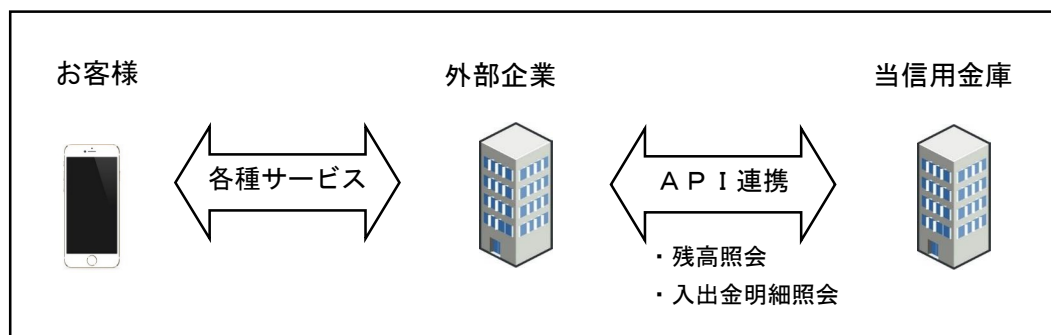 お客様
外部企業
当信用金庫
各種サービス
ＡＰＩ連携
・残高照会
・入出金明細照会